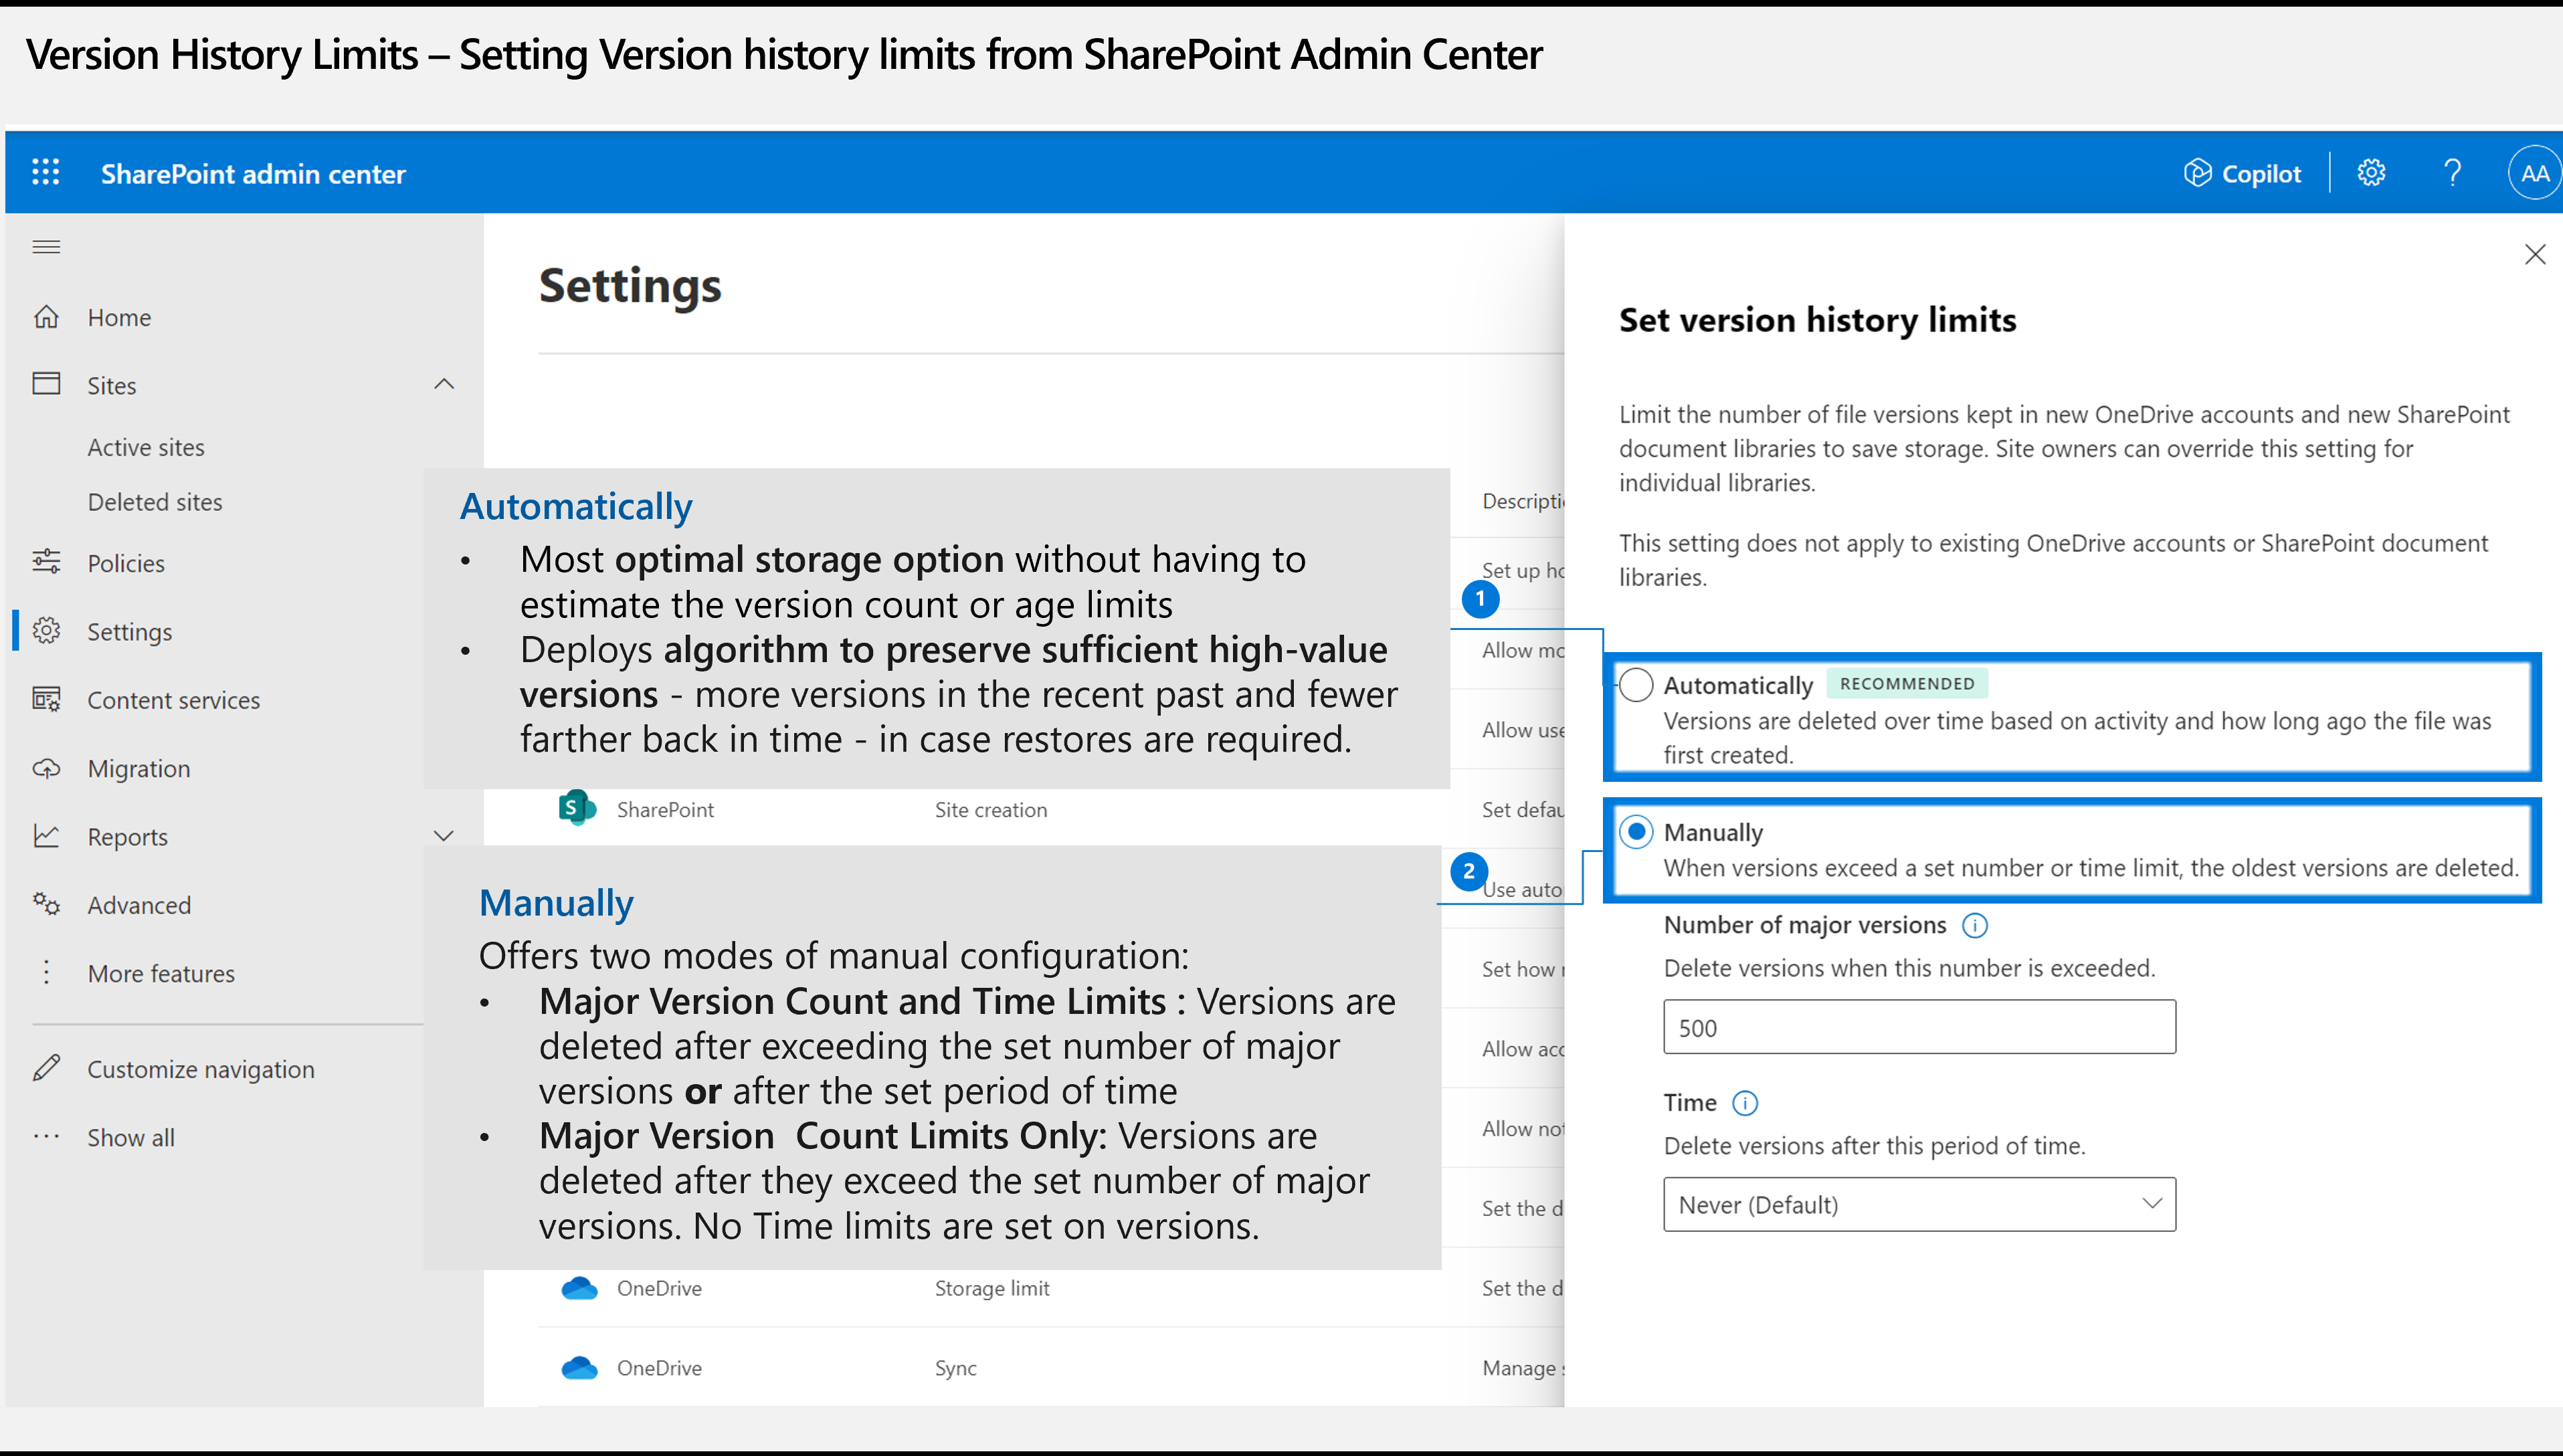 Version History Limits – Setting Version history limits from SharePoint Admin Center
SharePoint admin center
Copilot
?
AA
Home
Sites
Active sites
Deleted sites
Policies
Settings
Content services
Migration
Reports
Advanced
More features
Customize navigation
Show all
Settings
Automatically
• Most optimal storage option without having to
estimate the version count or age limits
• Deploys algorithm to preserve sufficient high-value
versions - more versions in the recent past and fewer
farther back in time - in case restores are required.
SharePoint Site creation
Manually
Offers two modes of manual configuration:
• Major Version Count and Time Limits : Versions are
deleted after exceeding the set number of major
versions or after the set period of time
• Major Version Count Limits Only: Versions are
deleted after they exceed the set number of major
versions. No Time limits are set on versions.
OneDrive Storage limit
OneDrive Sync
Descripti
Set up ho
1
Allow mo
Allow use
Set defau
2
Use auto
Set how
Allow acc
Allow not
Set the d
Set the d
Manage
Set version history limits
Limit the number of file versions kept in new OneDrive accounts and new SharePoint
document libraries to save storage. Site owners can override this setting for
individual libraries.
This setting does not apply to existing OneDrive accounts or SharePoint document
libraries.
Automatically RECOMMENDED
Versions are deleted over time based on activity and how long ago the file was
first created.
Manually
When versions exceed a set number or time limit, the oldest versions are deleted.
Number of major versions
Delete versions when this number is exceeded.
500
Time
Delete versions after this period of time.
Never (Default)